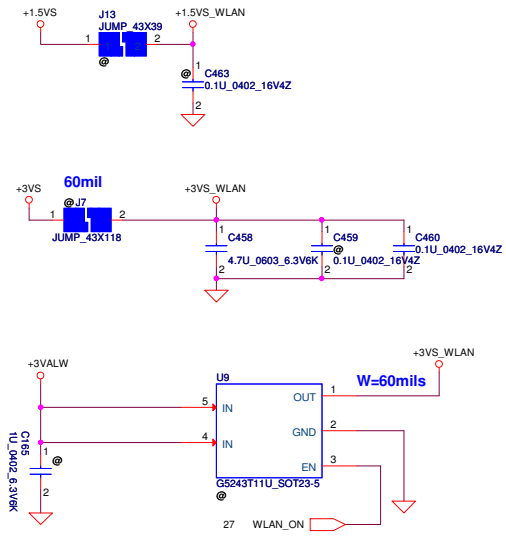 +1.5VS
J13
+1.5VS_WLAN
JUMP_43X39
1
2
@
1
@
C463
0.1U_0402_16V4Z
2
60mil
+3VS
@
J7
+3VS_WLAN
1
2
JUMP_43X118
1
C458
4.7U_0603_6.3V6K
2
1
C459
@
0.1U_0402_16V4Z
2
1
C460
0.1U_0402_16V4Z
2
+3VS_WLAN
+3VALW
U9
W=60mils
5
IN
OUT
1
4
IN
GND
2
EN
3
C165
1U_0402_6.3V6K
1
@
2
G5243T11U_SOT23-5
@
27
WLAN_ON